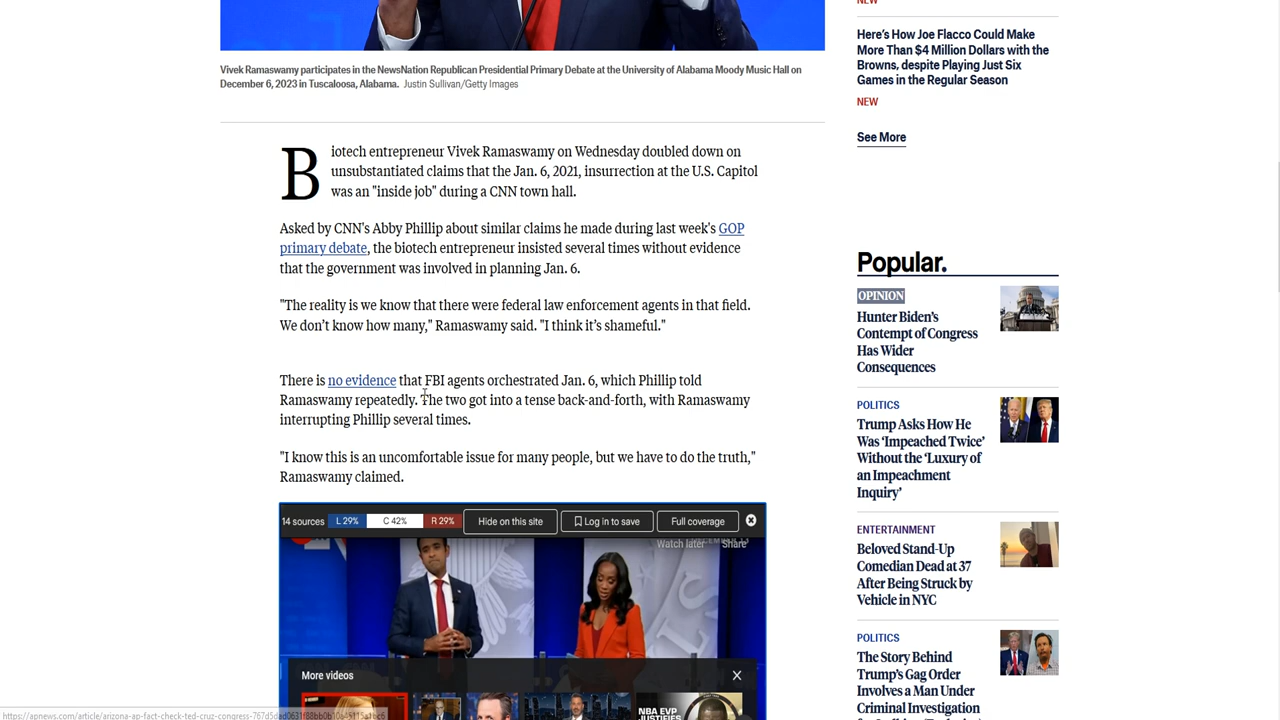 Vivek Ramaswamy participates in the NewsNation Republican Presidential Primary Debate at the University of Alabama Moody Music Hall on
December 6, 2023 in Tuscaloosa, Alabama. Justin Sullivan/Getty Images
Biotech entrepreneur Vivek Ramaswamy on Wednesday doubled down on
unsubstantiated claims that the Jan. 6, 2021, insurrection at the U.S. Capitol
was an "inside job" during a CNN town hall.
Asked by CNN's Abby Phillip about similar claims he made during last week's GOP
primary debate, the biotech entrepreneur insisted several times without evidence
that the government was involved in planning Jan. 6.
"The reality is we know that there were federal law enforcement agents in that field.
We don’t know how many," Ramaswamy said. "I think it’s shameful."
There is no evidence that FBI agents orchestrated Jan. 6, which Phillip told
Ramaswamy repeatedly. The two got into a tense back-and-forth, with Ramaswamy
interrupting Phillip several times.
"I know this is an uncomfortable issue for many people, but we have to do the truth,"
Ramaswamy claimed.
14 sources L 29% C 42% R 29% Hide on this site Log in to save Full coverage
Watch later Share
More videos
NBA EVP
JUSTIFIES
NEW
Here’s How Joe Flacco Could Make
More Than $4 Million Dollars with the
Browns, despite Playing Just Six
Games in the Regular Season
NEW
See More
Popular.
OPINION
Hunter Biden’s
Contempt of Congress
Has Wider
Consequences
POLITICS
Trump Asks How He
Was ‘Impeached Twice’
Without the ‘Luxury of
an Impeachment
Inquiry’
ENTERTAINMENT
Beloved Stand-Up
Comedian Dead at 37
After Being Struck by
Vehicle in NYC
POLITICS
The Story Behind
Trump’s Gag Order
Involves a Man Under
Criminal Investigation